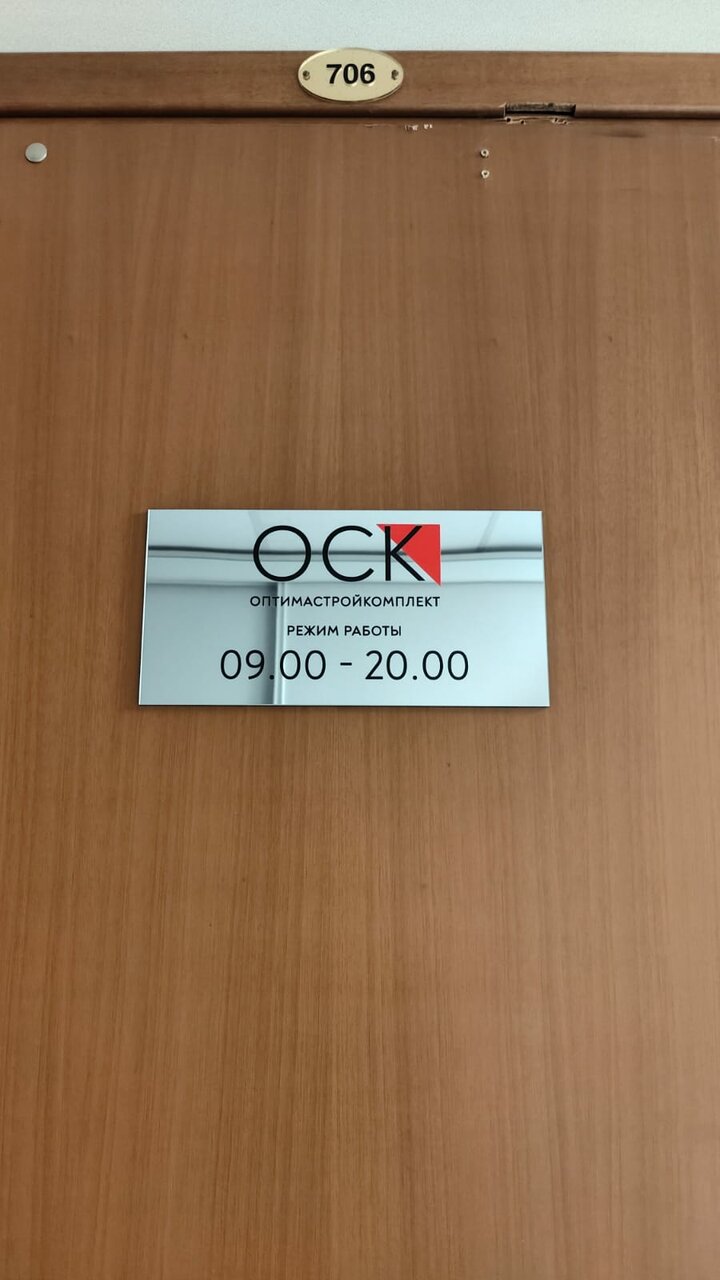 706
ОСК
ОПТИМАСТРОЙКОМПЛЕКТ
РЕЖИМ РАБОТЫ
09.00 - 20.00